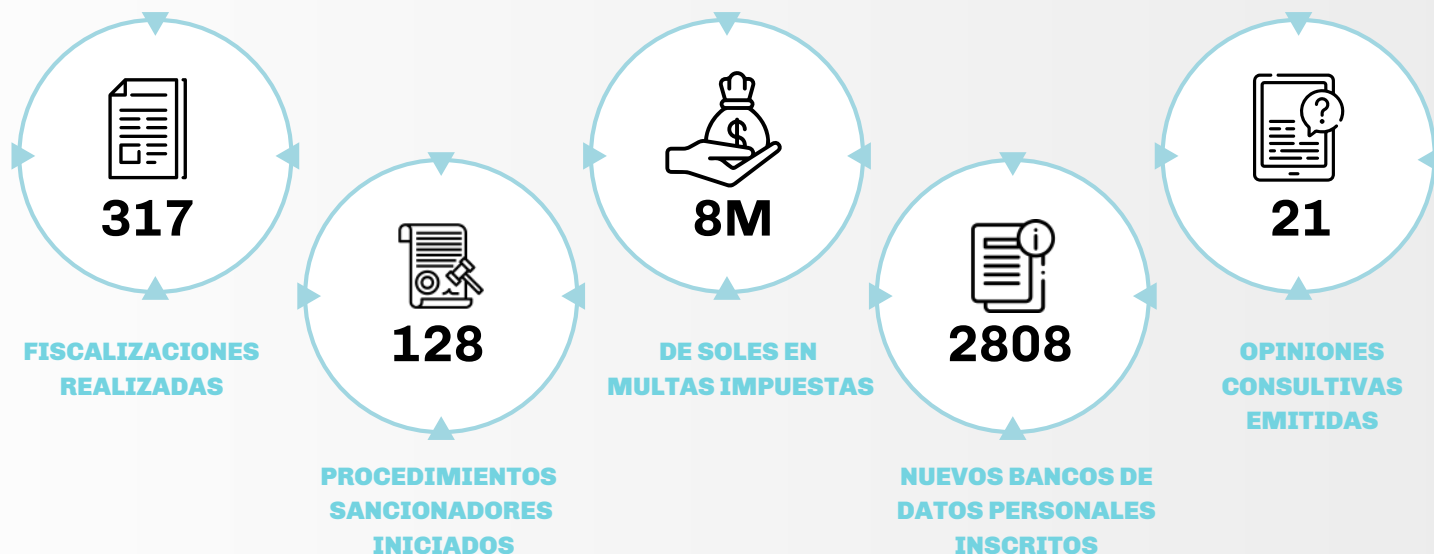 317
FISCALIZACIONES
REALIZADAS
128
PROCEDIMIENTOS
SANCIONADORES
INICIADOS
$
8M
DE SOLES EN
MULTAS IMPUESTAS
i
2808
NUEVOS BANCOS DE
DATOS PERSONALES
INSCRITOS
?
21
OPINIONES
CONSULTIVAS
EMITIDAS